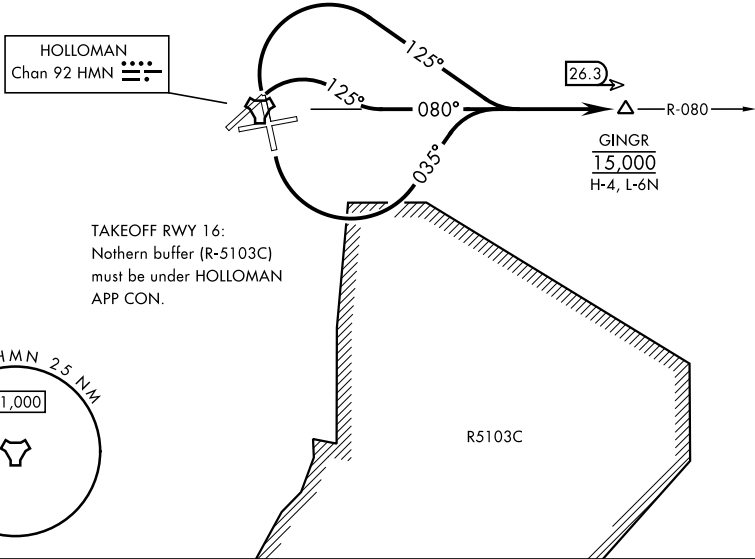 HOLLOMAN
Chan 92 HMN
125°
125°
080°
035°
26.3
R-080
GINGR
15,000
H-4, L-6N
TAKEOFF RWY 16:
Nothern buffer (R-5103C)
must be under HOLLOMAN
APP CON.
HMN 25 NM
1,000
R5103C